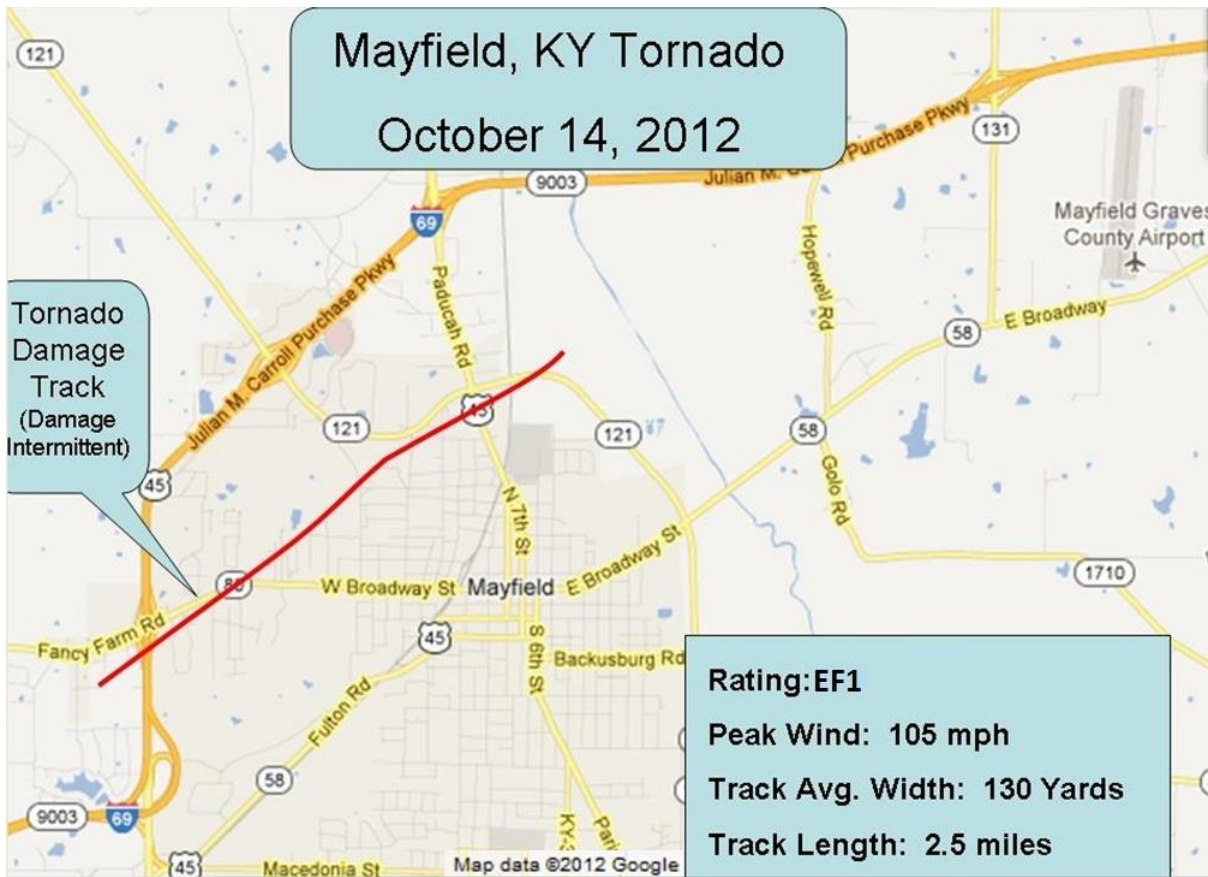 Mayfield, KY Tornado
October 14, 2012
121
9003
Julian M. Purchase Pkwy
131
69
Mayfield Graves
County Airport
Hopewell Rd
Paducah Rd
Julian M. Carroll Purchase Pkwy
E Broadway
58
Tornado
Damage
Track
(Damage
Intermittent)
121
45
121
58
45
N 7th St
Golo Rd
80
W Broadway St
Mayfield
E Broadway St
1710
Fancy Farm Rd
45
S 6th St
Backusburg Rd
Fulton Rd
58
9003
69
45
Macedonia St
KY-
Map data ©2012 Google
Rating:EF1
Peak Wind: 105 mph
Track Avg. Width: 130 Yards
Track Length: 2.5 miles